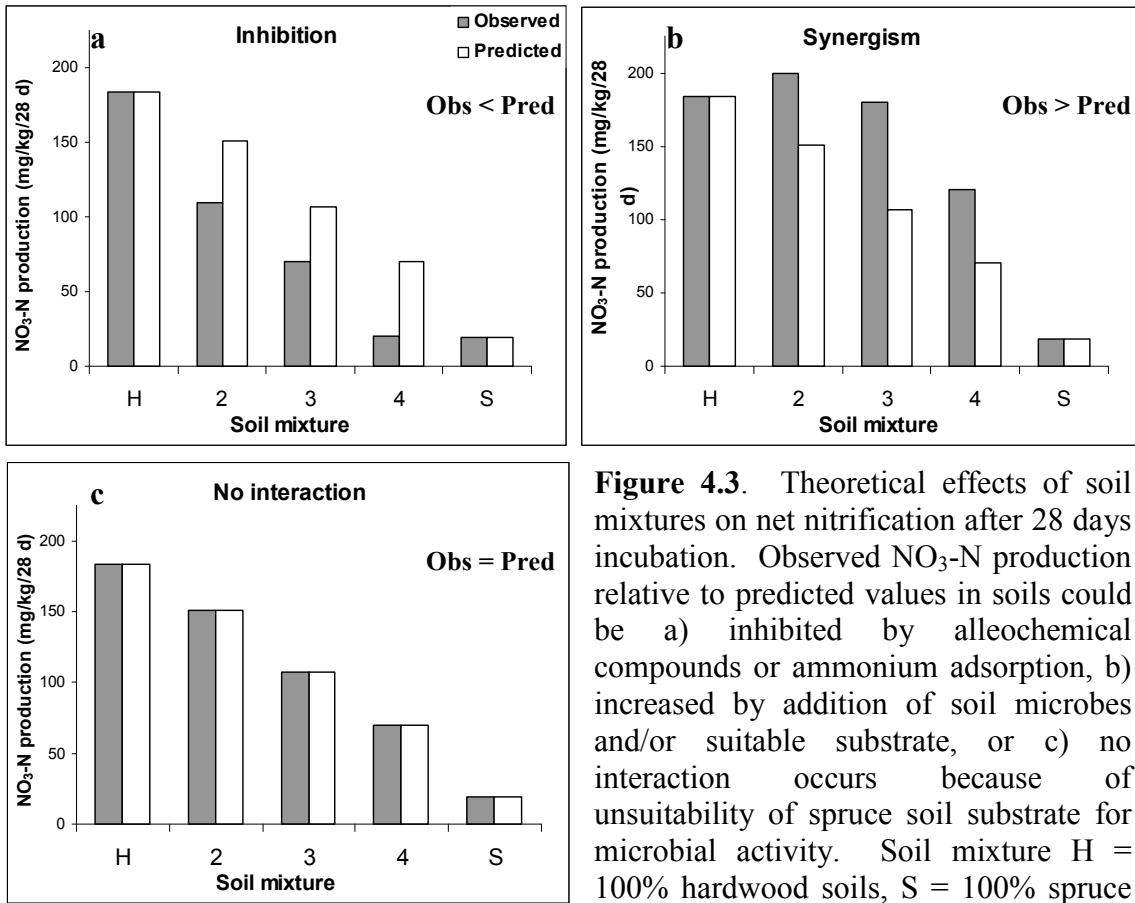 a
Inhibition
Observed
Predicted
Obs < Pred
NO3-N production (mg/kg/28 d)
200
150
100
50
0
H 2 3 4 S
Soil mixture
b
Synergism
Obs > Pred
NO3-N production (mg/kg/28
d)
200
150
100
50
0
H 2 3 4 S
Soil mixture
c
No interaction
Obs = Pred
NO3-N production (mg/kg/28 d)
200
150
100
50
0
H 2 3 4 S
Soil mixture
Figure 4.3. Theoretical effects of soil
mixtures on net nitrification after 28 days
incubation. Observed NO3-N production
relative to predicted values in soils could
be a) inhibited by alleochemical
compounds or ammonium adsorption, b)
increased by addition of soil microbes
and/or suitable substrate, or c) no
interaction occurs because of
unsuitability of spruce soil substrate for
microbial activity. Soil mixture H =
100% hardwood soils, S = 100% spruce